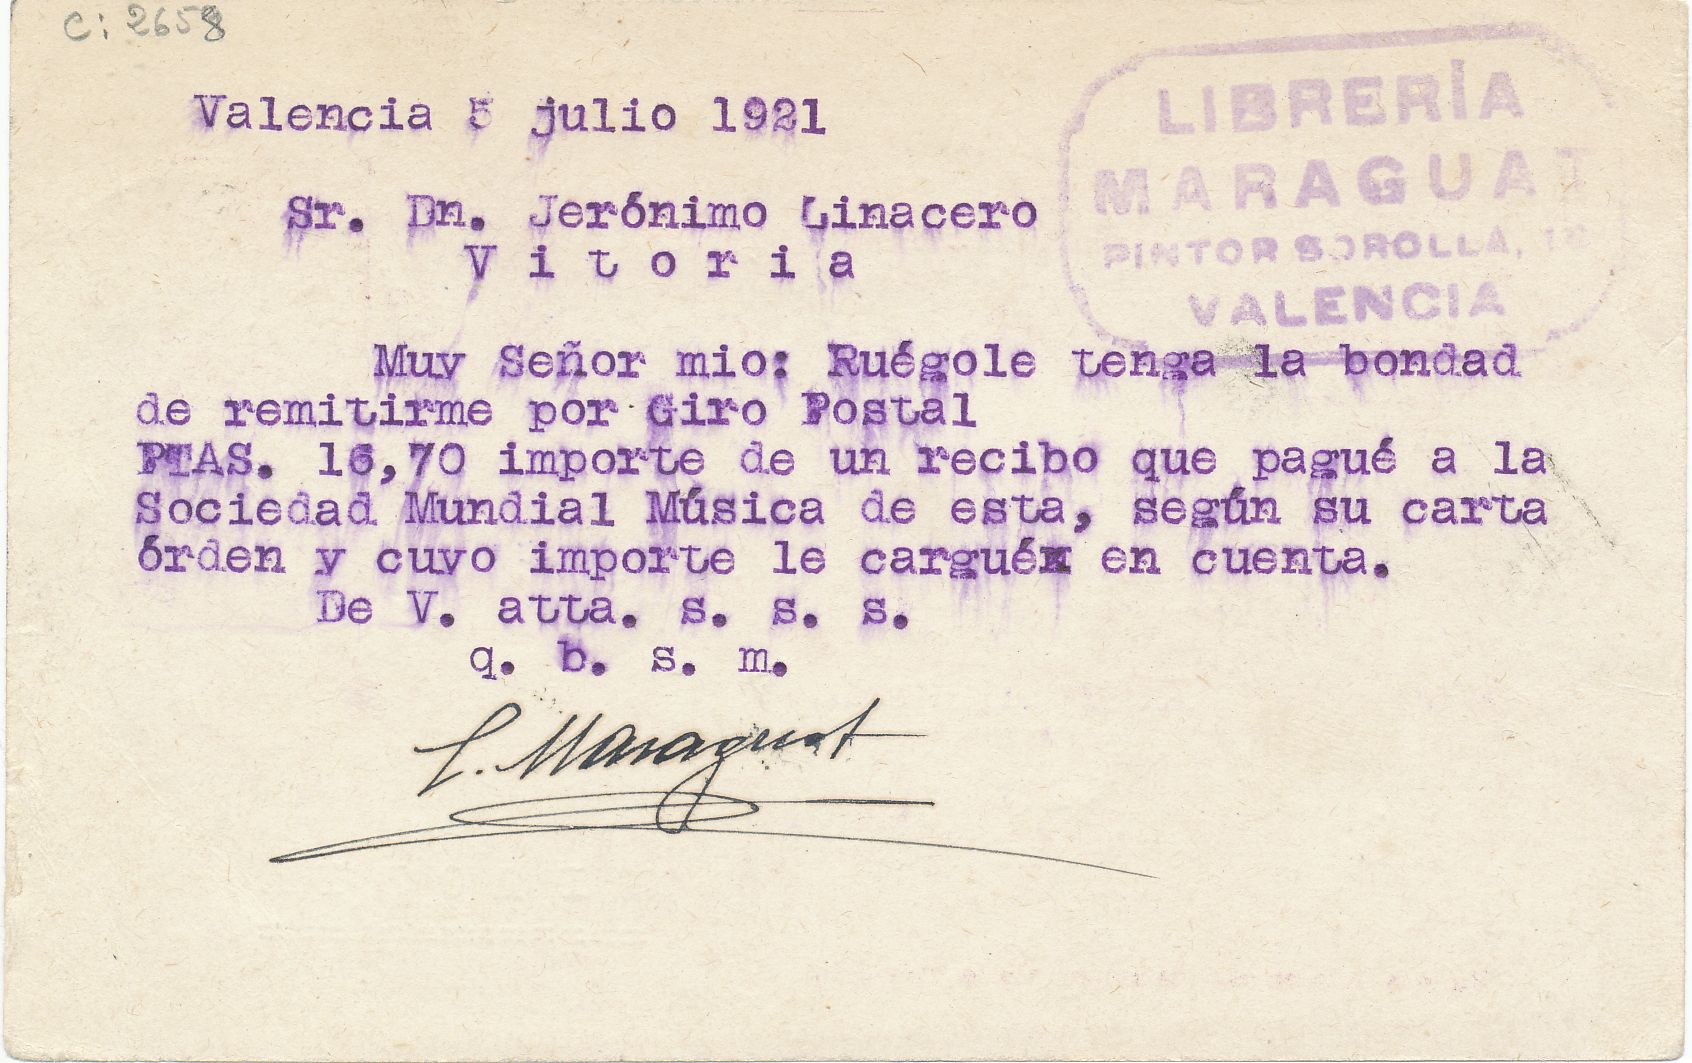 C: 2658
LIBRERÍA
MARAGUAT
PINTOR SOROLLA,
VALENCIA
Valencia 5 julio 1921
Sr. Dn. Jerónimo Linacero
V i t o r i a
Muy Señor mio: Ruégole tenga la bondad
de remitirme por Giro Postal
PTAS. 16,70 importe de un recibo que pagué a la
Sociedad Mundial Música de esta, según su carta
órden y cuyo importe le cargué en cuenta.
De V. atta. s. s. s.
q. b. s. m.
L. Maraguat